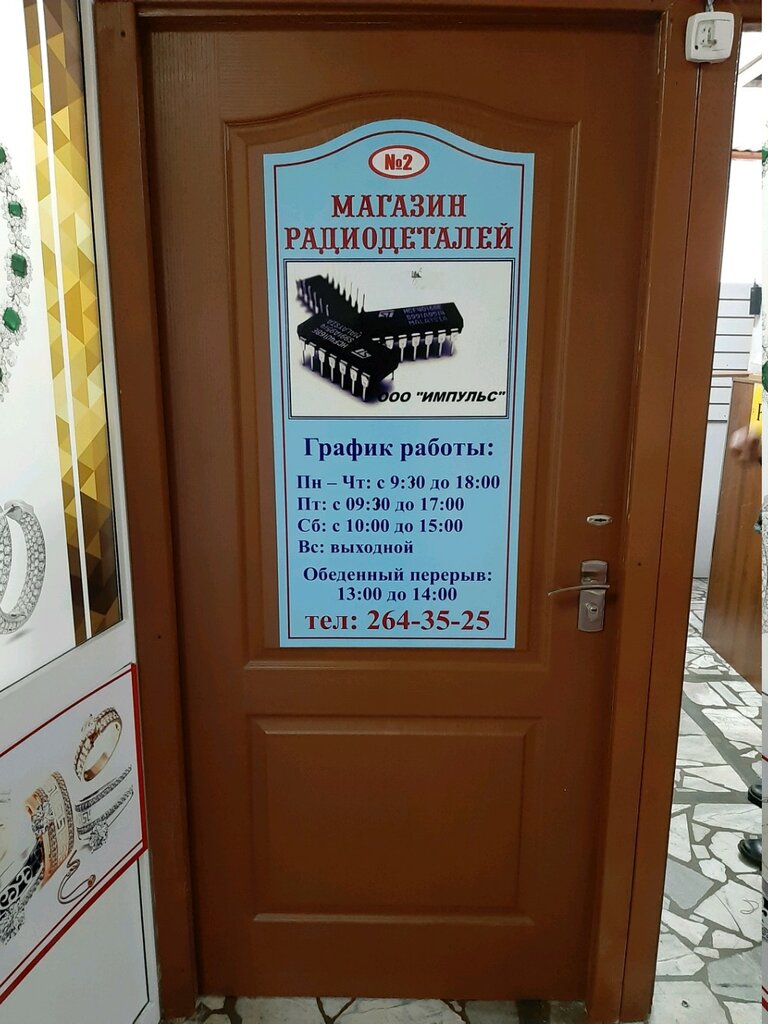 №2
МАГАЗИН
РАДИОДЕТАЛЕЙ
HCF4016BE
MALAYSIA
ООО "ИМПУЛЬС"
График работы:
Пн – Чт: с 9:30 до 18:00
Пт: с 09:30 до 17:00
Сб: с 10:00 до 15:00
Вс: выходной
Обеденный перерыв:
13:00 до 14:00
тел: 264-35-25